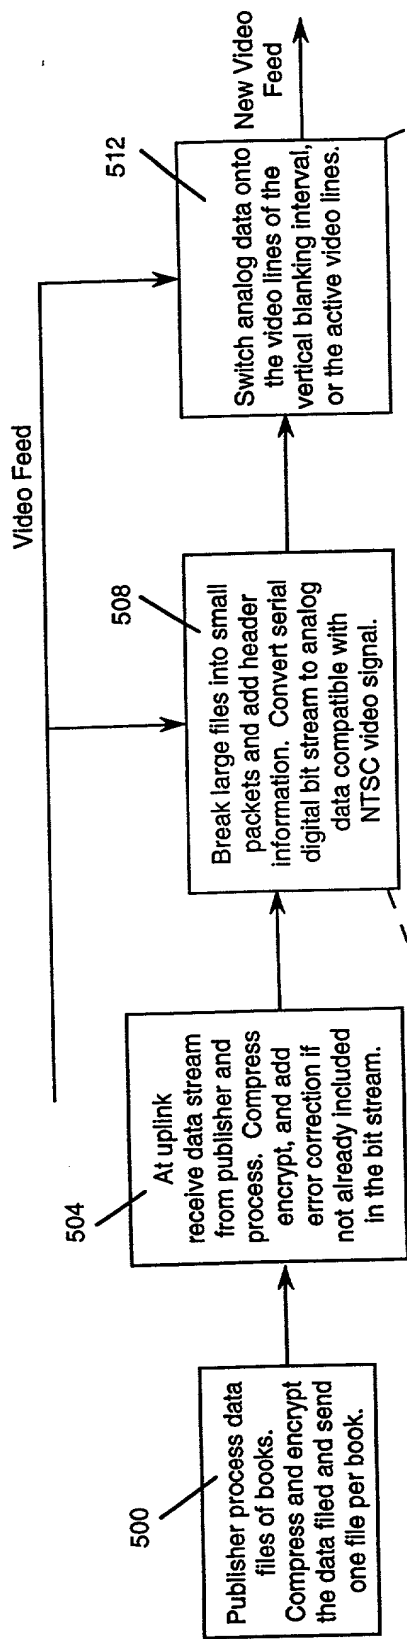 Video Feed
500
Publisher process data
files of books.
Compress and encrypt
the data filed and send
one file per book.
504
At uplink
receive data stream
from publisher and
process. Compress
encrypt, and add
error correction if
not already included
in the bit stream.
508
Break large files into small
packets and add header
information. Convert serial
digital bit stream to analog
data compatible with
NTSC video signal.
512
Switch analog data onto
the video lines of the
vertical blanking interval,
or the active video lines.
New Video
Feed